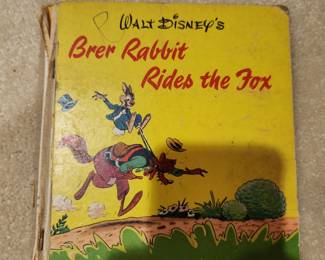 WALT DISNEY'S
Brer Rabbit
Rides the Fox